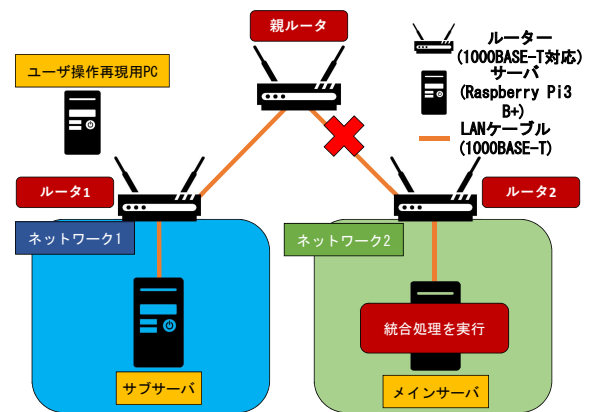 親ルータ
ルーター
(1000BASE-T対応)
サーバ
(Raspberry Pi3
B+)
LANケーブル
(1000BASE-T)
ユーザ操作再現用PC
ルータ1
ルータ2
ネットワーク1
ネットワーク2
統合処理を実行
サブサーバ
メインサーバ